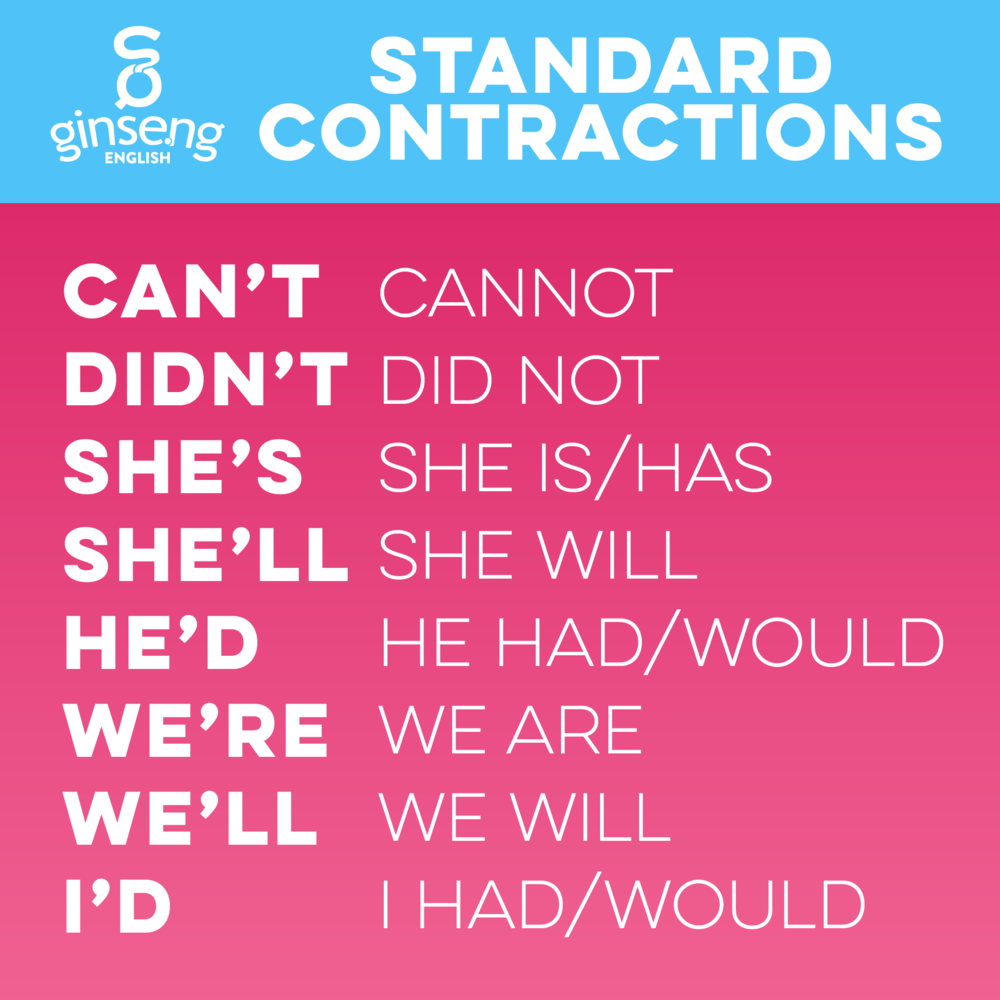 ginseng
ENGLISH
STANDARD
CONTRACTIONS
CAN’T CANNOT
DIDN’T DID NOT
SHE’S SHE IS/HAS
SHE’LL SHE WILL
HE’D HE HAD/WOULD
WE’RE WE ARE
WE’LL WE WILL
I’D I HAD/WOULD